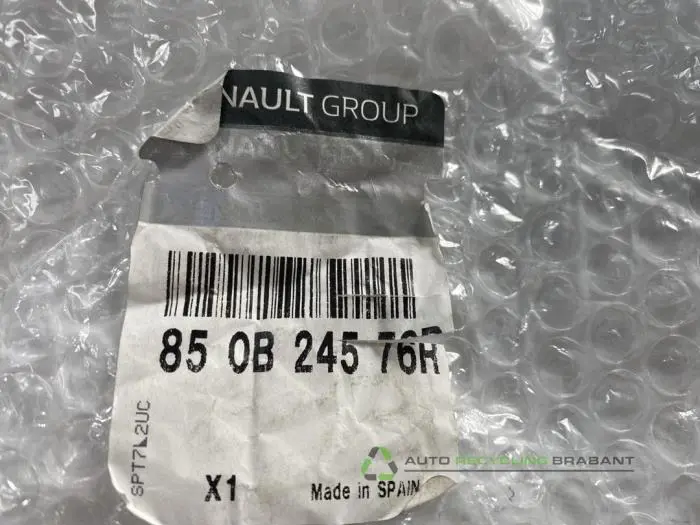 NAULT GROUP
85 0B 245 76R
SPT7L2UC
X1
Made in SPAIN
AUTO RECYCLING BRABANT